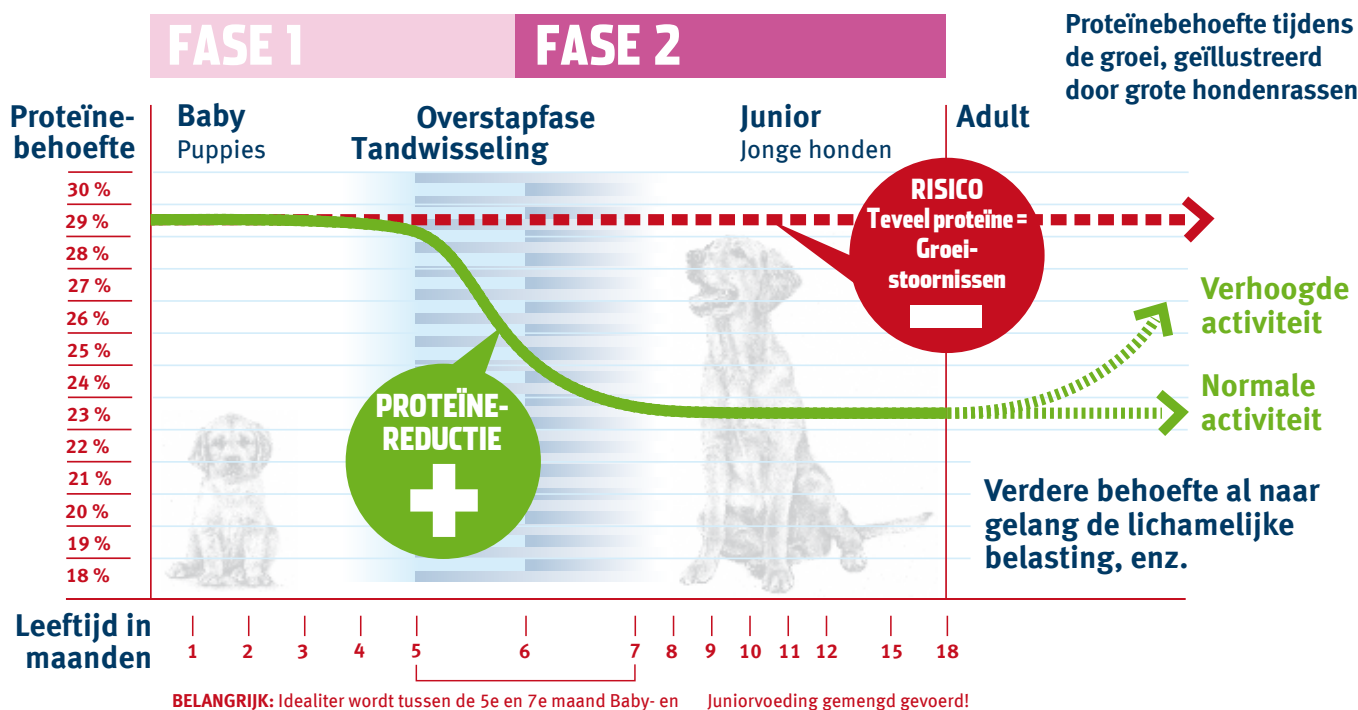 FASE 1
FASE 2
Proteïnebehoefte tijdens
de groei, geïllustreerd
door grote hondenrassen
Proteïne-
behoefte
Baby
Puppies
Overstapfase
Tandwisseling
Junior
Jonge honden
Adult
30 %
29 %
28 %
27 %
26 %
25 %
24 %
23 %
22 %
21 %
20 %
19 %
18 %
RISICO
Teveel proteïne =
Groei-
stoornissen
PROTEÏNE-
REDUCTIE
Verhoogde
activiteit
Normale
activiteit
Verdere behoefte al naar
gelang de lichamelijke
belasting, enz.
Leeftijd in
maanden
1 2 3 4 5 6 7 8 9 10 11 12 15 18
BELANGRIJK: Idealiter wordt tussen de 5e en 7e maand Baby- en Juniorvoeding gemengd gevoerd!